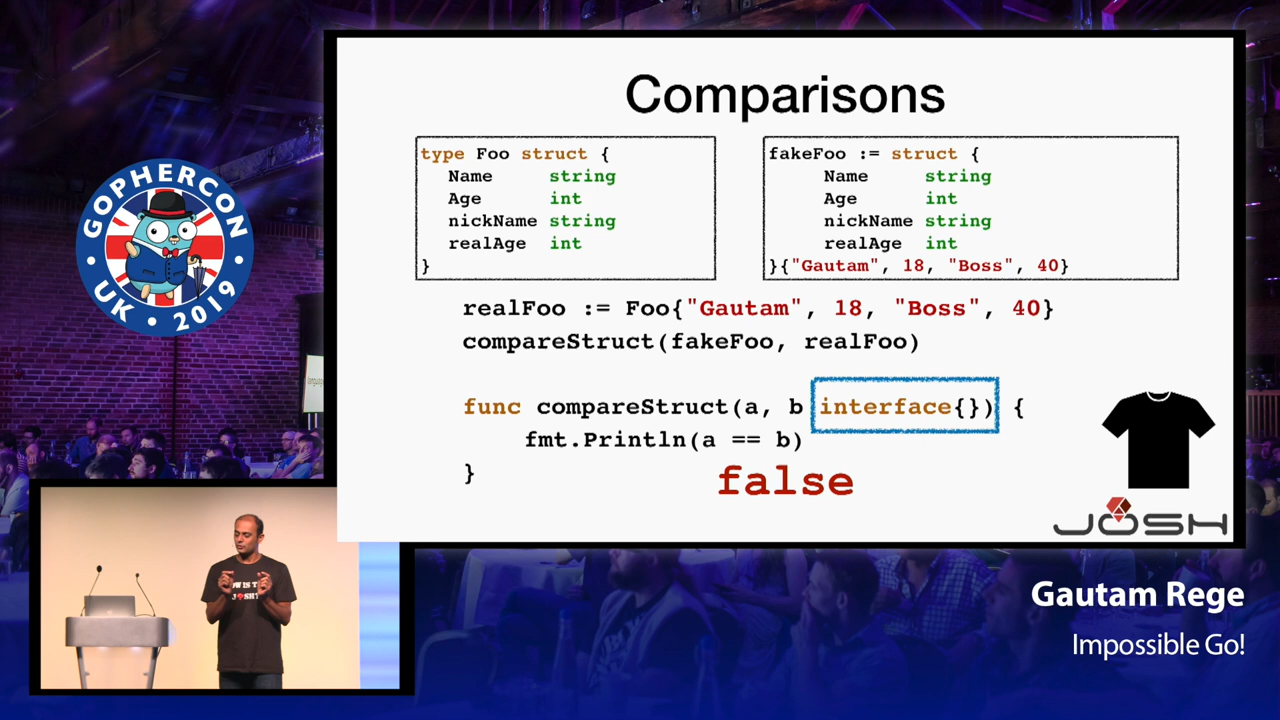 Comparisons
type Foo struct {
Name string
Age int
nickName string
realAge int
}
fakeFoo := struct {
Name string
Age int
nickName string
realAge int
}{"Gautam", 18, "Boss", 40}
realFoo := Foo{"Gautam", 18, "Boss", 40}
compareStruct(fakeFoo, realFoo)
func compareStruct(a, b interface{}) {
fmt.Println(a == b)
}
false
JOSH
GOPHERCON
UK • 2019
Gautam Rege
Impossible Go!